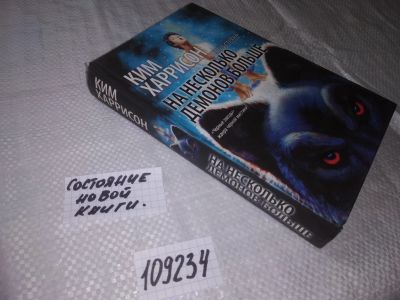 КИМ
ХАРРИСОН
НА НЕСКОЛЬКО
ДЕМОНОВ БОЛЬШЕ
КИМ ХАРРИСОН
НА НЕСКОЛЬКО
ДЕМОНОВ БОЛЬШЕ
СОСТОЯНИЕ
НОВОЙ
КНИГИ.
109234